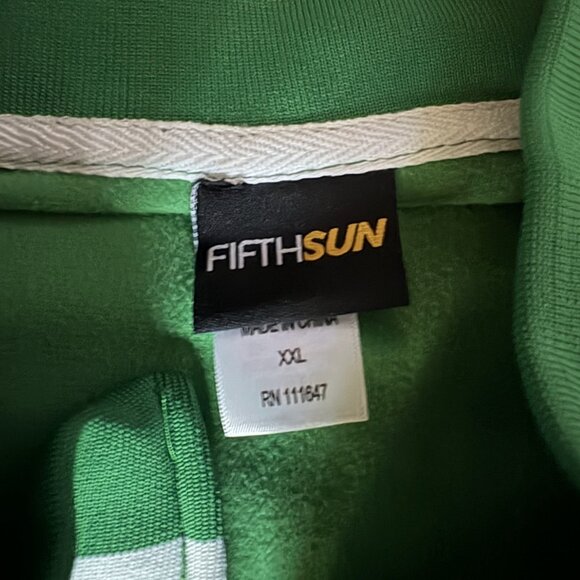 FIFTHSUN
MADE IN CHINA
XXL
RN 111647